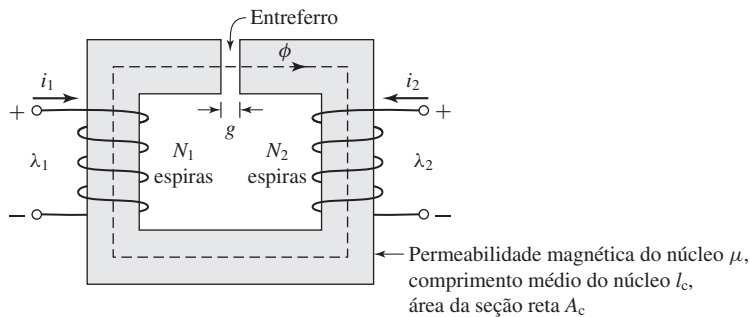 Entreferro
ϕ
i1
i2
+
+
g
λ1
N1
espiras
N2
espiras
λ2
–
–
Permeabilidade magnética do núcleo μ,
comprimento médio do núcleo lc,
área da seção reta Ac